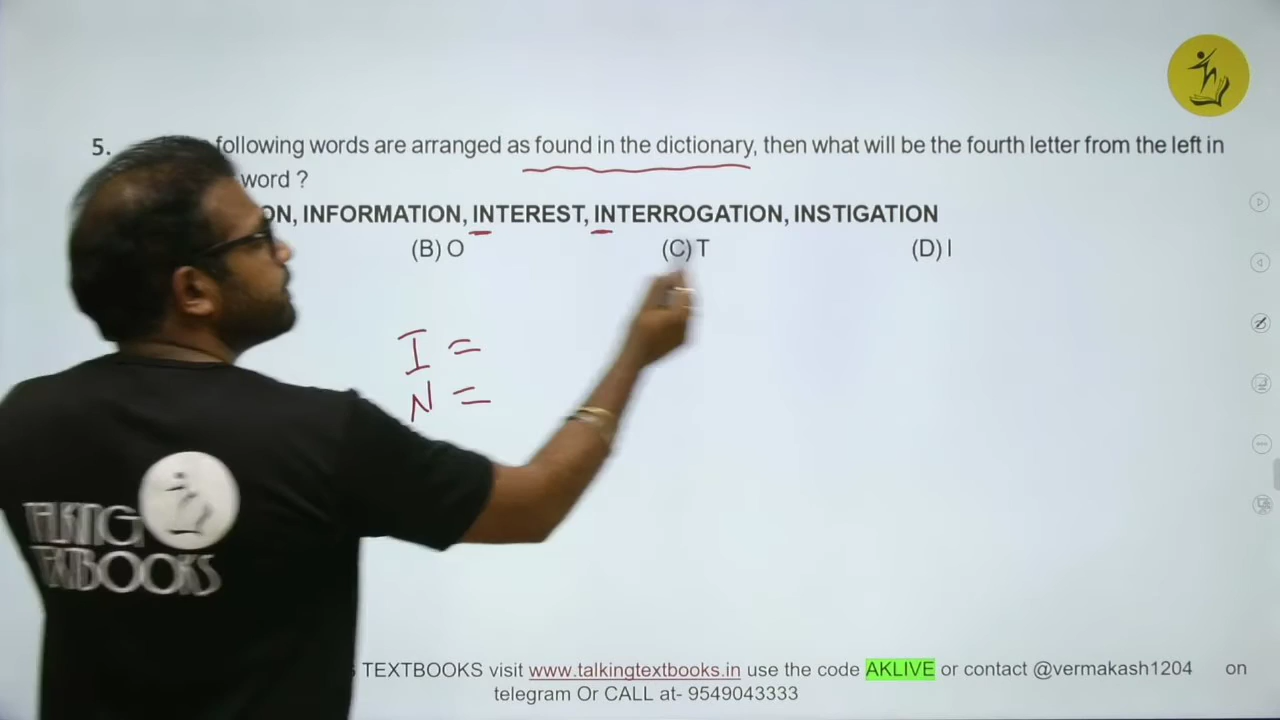 5. following words are arranged as found in the dictionary, then what will be the fourth letter from the left in
word ?
ON, INFORMATION, INTEREST, INTERROGATION, INSTIGATION
(B) O (C) T (D) I
I =
N =
TALKING
TEXTBOOKS
TEXTBOOKS visit www.talkingtextbooks.in use the code AKLIVE or contact @vermakash1204 on
telegram Or CALL at- 9549043333